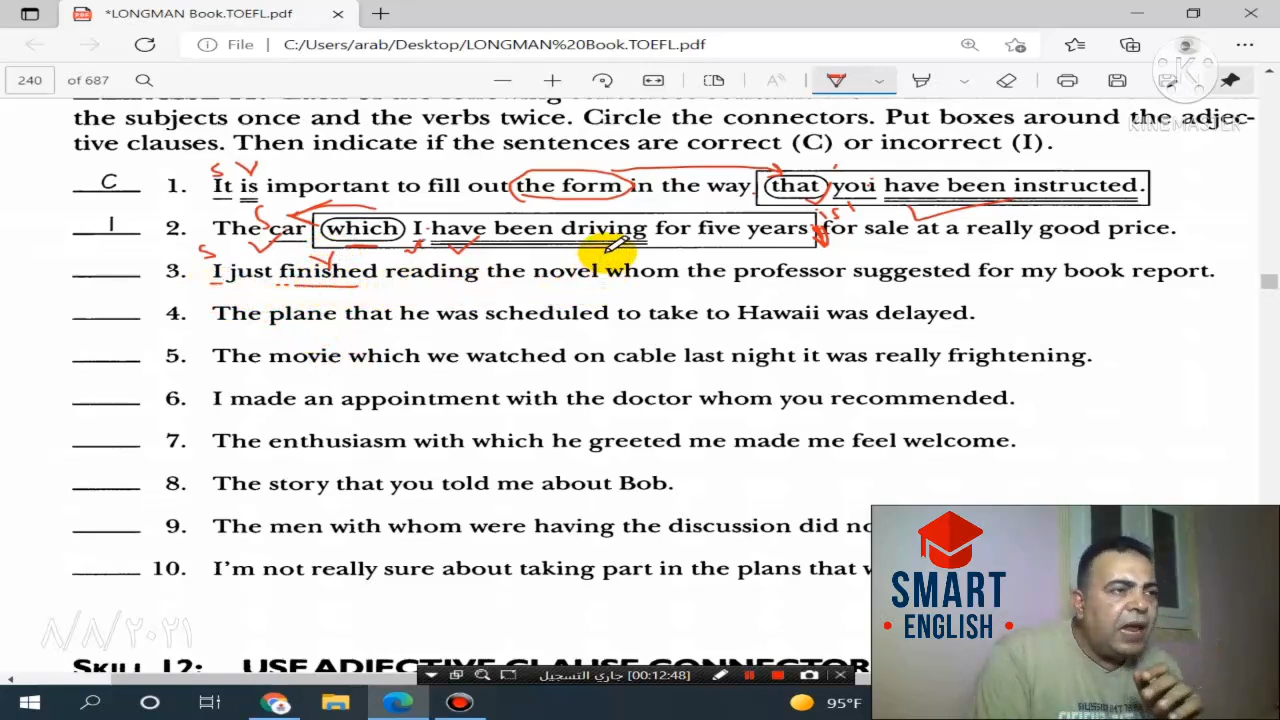 *LONGMAN Book.TOEFL.pdf
File C:/Users/arab/Desktop/LONGMAN%20Book.TOEFL.pdf
240 of 687
KINEMASTER
the subjects once and the verbs twice. Circle the connectors. Put boxes around the adjec-
tive clauses. Then indicate if the sentences are correct (C) or incorrect (I).
S V
C 1. It is important to fill out the form in the way that you have been instructed.
S is
I 2. The car which I have been driving for five years for sale at a really good price.
S V
3. I just finished reading the novel whom the professor suggested for my book report.
4. The plane that he was scheduled to take to Hawaii was delayed.
5. The movie which we watched on cable last night it was really frightening.
6. I made an appointment with the doctor whom you recommended.
7. The enthusiasm with which he greeted me made me feel welcome.
8. The story that you told me about Bob.
9. The men with whom were having the discussion did
10. I'm not really sure about taking part in the plans that
SMART
• ENGLISH •
٨/٨/٢٠٢١
SKILL 12: USE ADJECTIVE CLAUSE
جاري التسجيل [00:12:48]
95°F